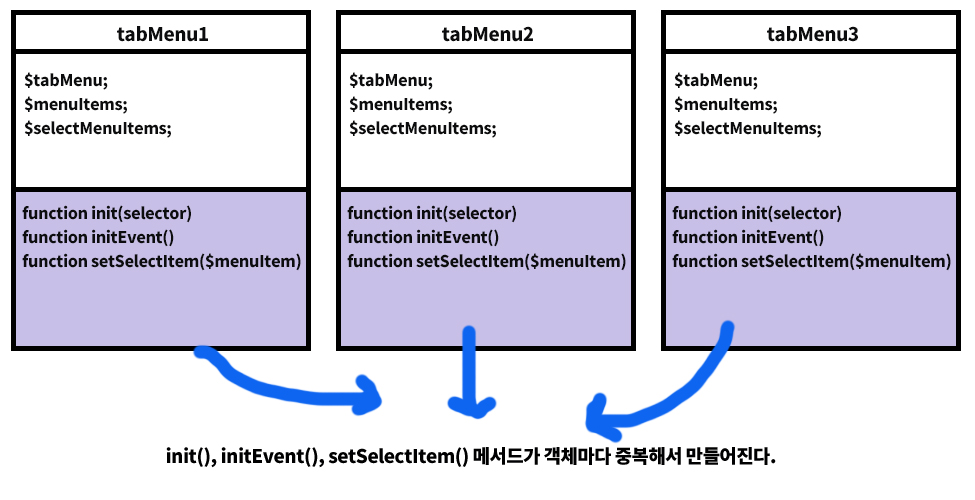 tabMenu1
$tabMenu;
$menuItems;
$selectMenuItems;
function init(selector)
function initEvent()
function setSelectItem($menuItem)
tabMenu2
$tabMenu;
$menuItems;
$selectMenuItems;
function init(selector)
function initEvent()
function setSelectItem($menuItem)
tabMenu3
$tabMenu;
$menuItems;
$selectMenuItems;
function init(selector)
function initEvent()
function setSelectItem($menuItem)
init(), initEvent(), setSelectItem() 메서드가 객체마다 중복해서 만들어진다.